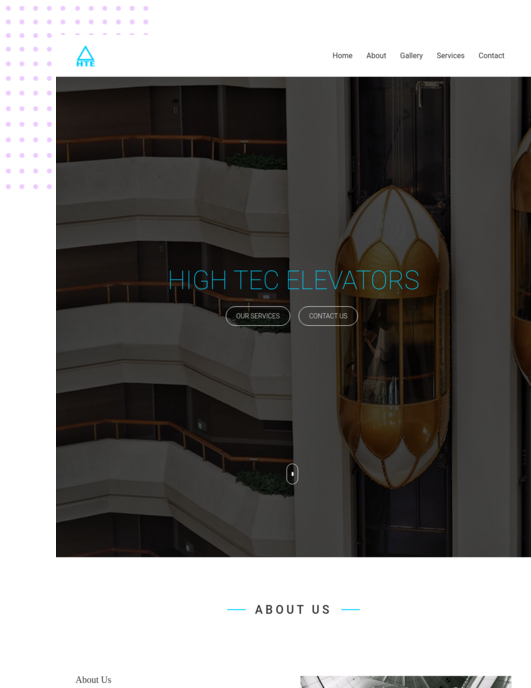 HTE
Home About Gallery Services Contact
HIGH TEC ELEVATORS
OUR SERVICES CONTACT US
ABOUT US
About Us